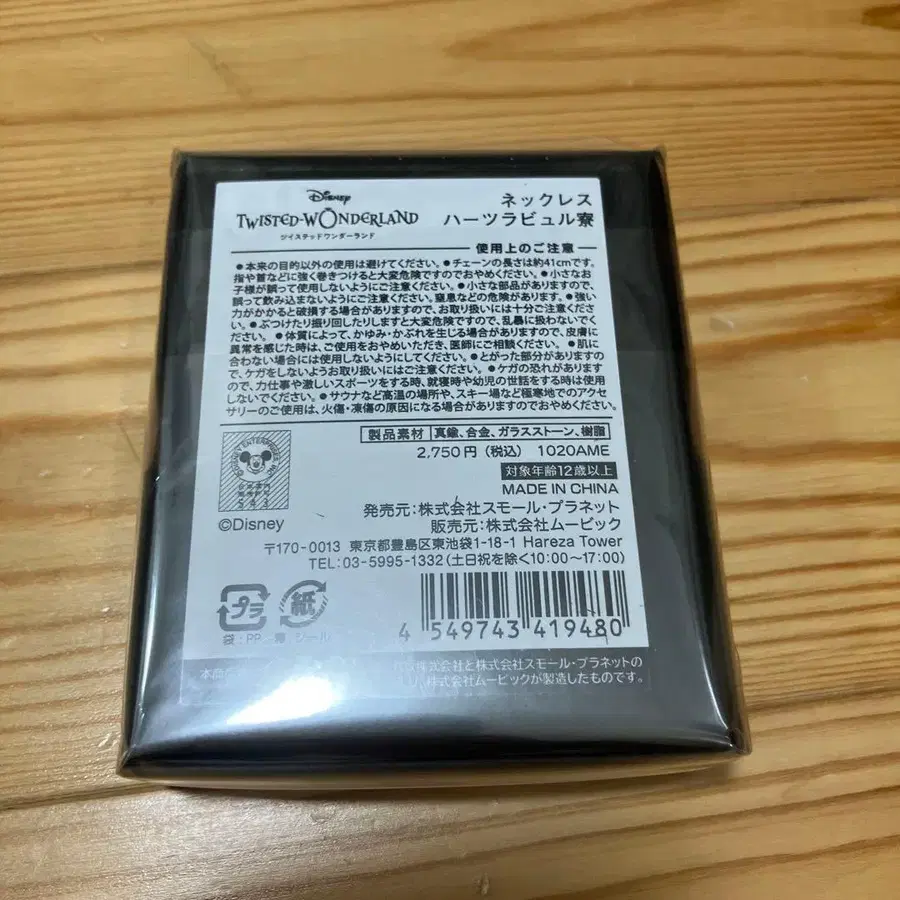 Disney
TWISTED-WONDERLAND
ツイステッドワンダーランド
ネックレス
ハーツラビュル寮
使用上のご注意
●本来の目的以外の使用は避けてください。●チェーンの長さは約41cmです。
指や首などに強く巻きつけると大変危険ですのでおやめください。●小さなお
子様が誤って使用しないようにご注意ください。●小さな部品がありますので、
誤って飲み込まないようにご注意ください。窒息などの危険があります。●強い
力がかかると破損する場合がありますので、お取り扱いには十分ご注意くださ
い。●ぶつけたり振り回したりしますと大変危険ですので、乱暴に扱わないでく
ださい。●体質によって、かゆみ・かぶれを生じる場合がありますので、皮膚に
異常を感じた時は、ご使用をおやめいただき、医師にご相談ください。●肌に
合わない場合には使用しないようにしてください。●とがった部分がありますの
で、ケガをしないようお取り扱いにはご注意ください。●ケガの恐れがあります
ので、力仕事や激しいスポーツをする時、就寝時や幼児の世話をする時は使用
しないでください。●サウナなど高温の場所や、スキー場など極寒地でのアクセ
サリーのご使用は、火傷・凍傷の原因になる場合がありますのでおやめください。
製品素材 真鍮、合金、ガラスストーン、樹脂
2,750円(税込) 1020AME
対象年齢12歳以上
MADE IN CHINA
©Disney
発売元:株式会社スモール・プラネット
販売元:株式会社ムービック
〒170-0013 東京都豊島区東池袋1-18-1 Hareza Tower
TEL:03-5995-1332(土日祝を除く10:00〜17:00)
プラ 紙
袋:PP シール
4 549743 419480
株式会社と株式会社スモール・プラネットの
株式会社ムービックが製造したものです。